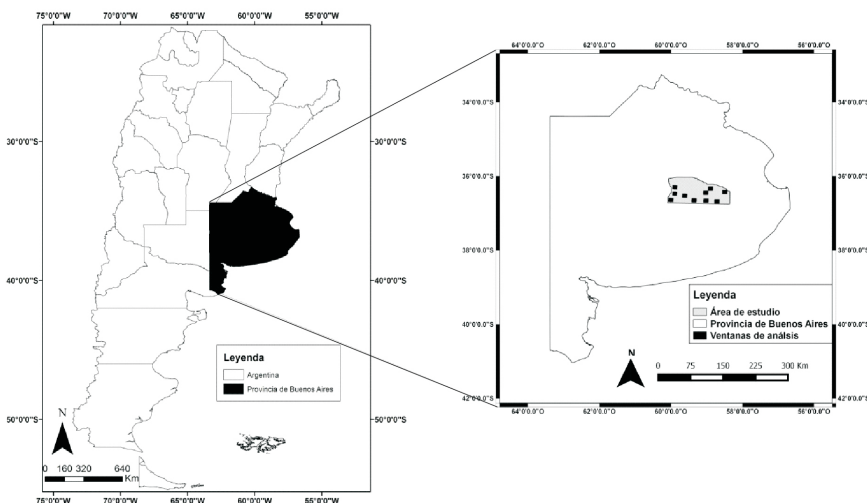 75°0'0"O 70°0'0"O 65°0'0"O 60°0'0"O 55°0'0"O
30°0'0"S 30°0'0"S
40°0'0"S 40°0'0"S
50°0'0"S 50°0'0"S
Leyenda
Argentina
Provincia de Buenos Aires
N
0 160 320 640
Km
75°0'0"O 70°0'0"O 65°0'0"O 60°0'0"O 55°0'0"O
64°0'0.0"O 62°0'0.0"O 60°0'0.0"O 58°0'0.0"O 56°0'0.0"O
34°0'0.0"S 34°0'0.0"S
36°0'0.0"S 36°0'0.0"S
38°0'0.0"S 38°0'0.0"S
40°0'0.0"S 40°0'0.0"S
42°0'0.0"S 42°0'0.0"S
Leyenda
Área de estudio
Provincia de Buenos Aires
Ventanas de análsis
N
0 75 150 225 300 Km
64°0'0.0"O 62°0'0.0"O 60°0'0.0"O 58°0'0.0"O 56°0'0.0"O